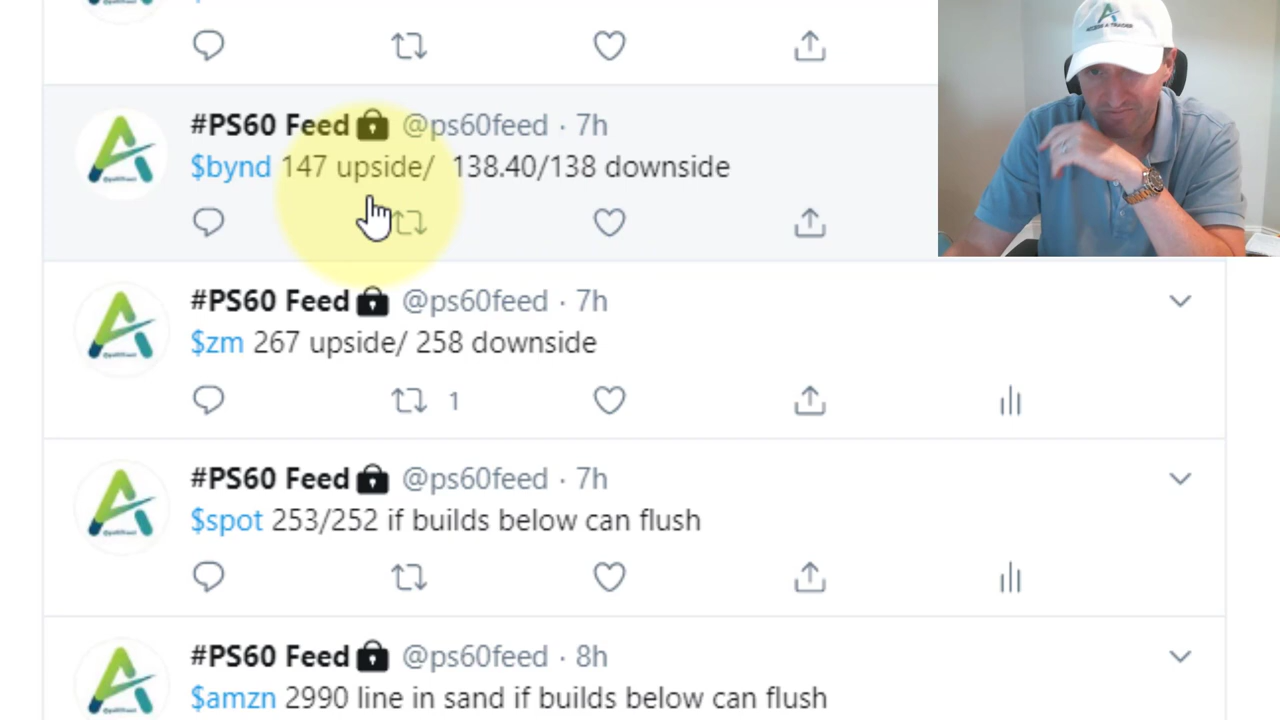 #PS60 Feed @ps60feed · 7h
$bynd 147 upside/ 138.40/138 downside
#PS60 Feed @ps60feed · 7h
$zm 267 upside/ 258 downside
1
#PS60 Feed @ps60feed · 7h
$spot 253/252 if builds below can flush
#PS60 Feed @ps60feed · 8h
$amzn 2990 line in sand if builds below can flush